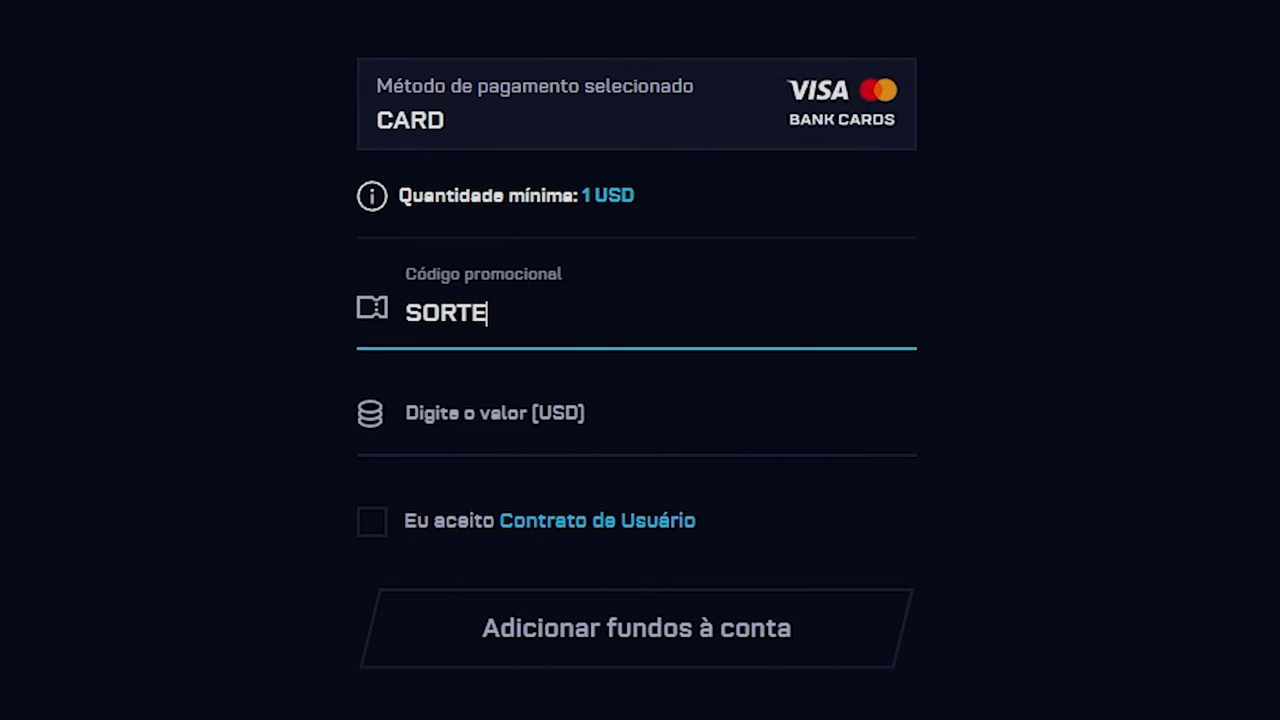 Método de pagamento selecionado
CARD
VISA
BANK CARDS
Quantidade mínima: 1 USD
Código promocional
SORTE
Digite o valor [USD]
Eu aceito Contrato de Usuário
Adicionar fundos à conta